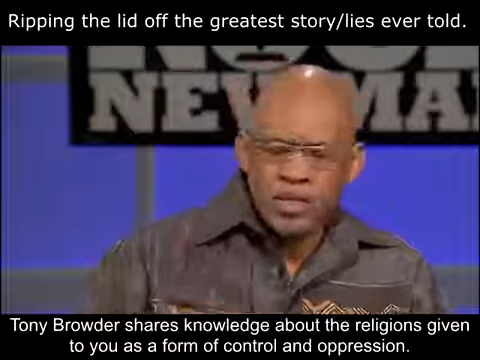 Ripping the lid off the greatest story/lies ever told.
NEWEMAN
Tony Browder shares knowledge about the religions given
to you as a form of control and oppression.